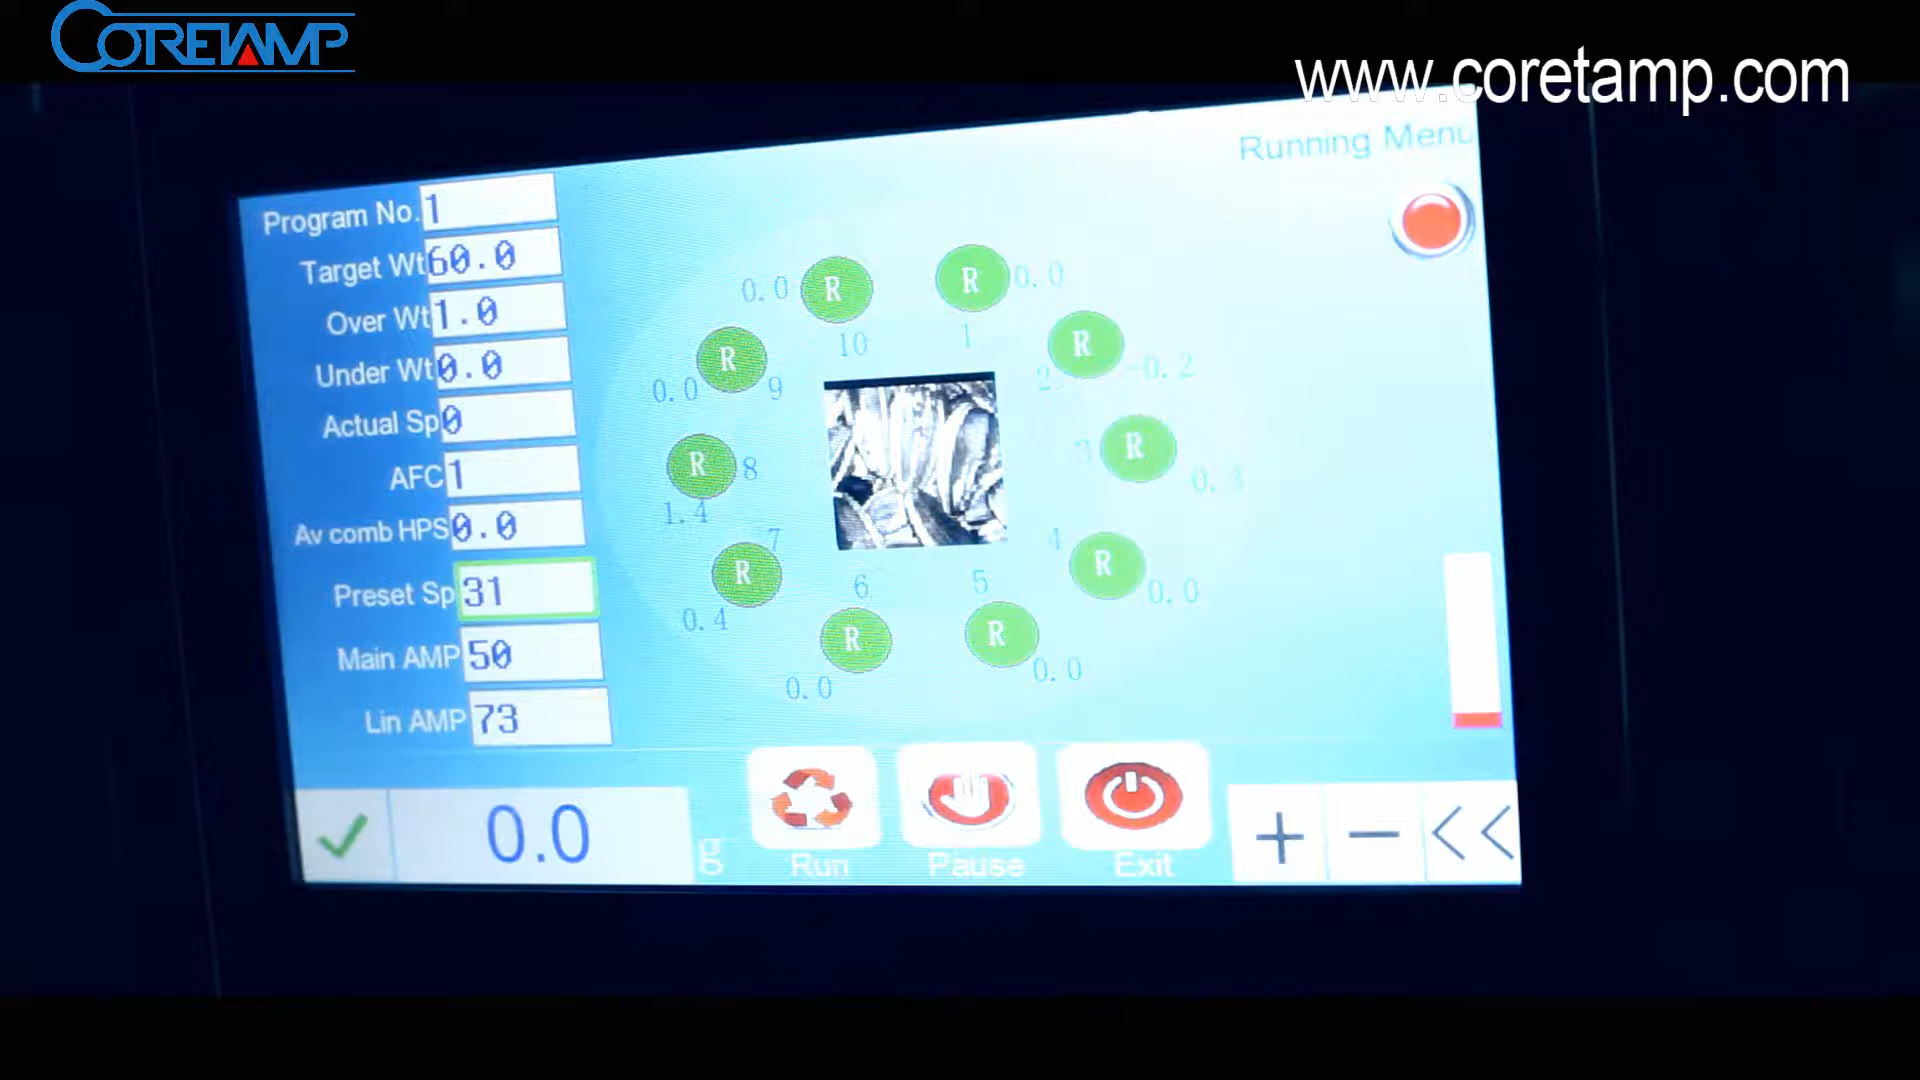 CORETAMP
www.coretamp.com
Running Menu
Program No. 1
Target Wt 60.0
Over Wt 1.0
Under Wt 0.0
Actual Sp 0
AFC 1
Av comb HPS 0.0
Preset Sp 31
Main AMP 50
Lin AMP 73
0.0 R 10
R 0.0 1
R 2 -0.2
R 3
R 4 0.0
R 5 0.0
R 6 0.0
R 7 0.4
R 8 1.4
R 9 0.0
0.0 g
Run
Pause
Exit
+ - <<